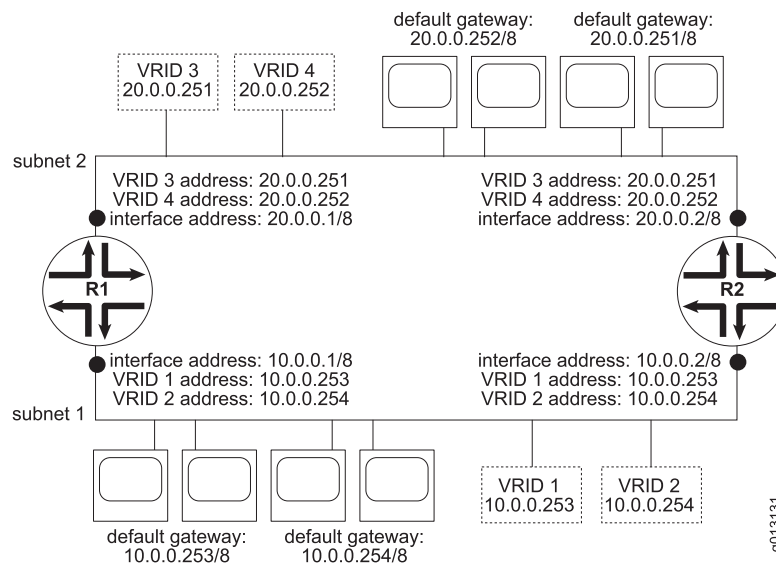 default gateway:
20.0.0.252/8
default gateway:
20.0.0.251/8
VRID 3
20.0.0.251
VRID 4
20.0.0.252
subnet 2
VRID 3 address: 20.0.0.251
VRID 4 address: 20.0.0.252
interface address: 20.0.0.1/8
VRID 3 address: 20.0.0.251
VRID 4 address: 20.0.0.252
interface address: 20.0.0.2/8
R1
R2
interface address: 10.0.0.1/8
VRID 1 address: 10.0.0.253
VRID 2 address: 10.0.0.254
interface address: 10.0.0.2/8
VRID 1 address: 10.0.0.253
VRID 2 address: 10.0.0.254
subnet 1
VRID 1
10.0.0.253
VRID 2
10.0.0.254
default gateway:
10.0.0.253/8
default gateway:
10.0.0.254/8
g013131